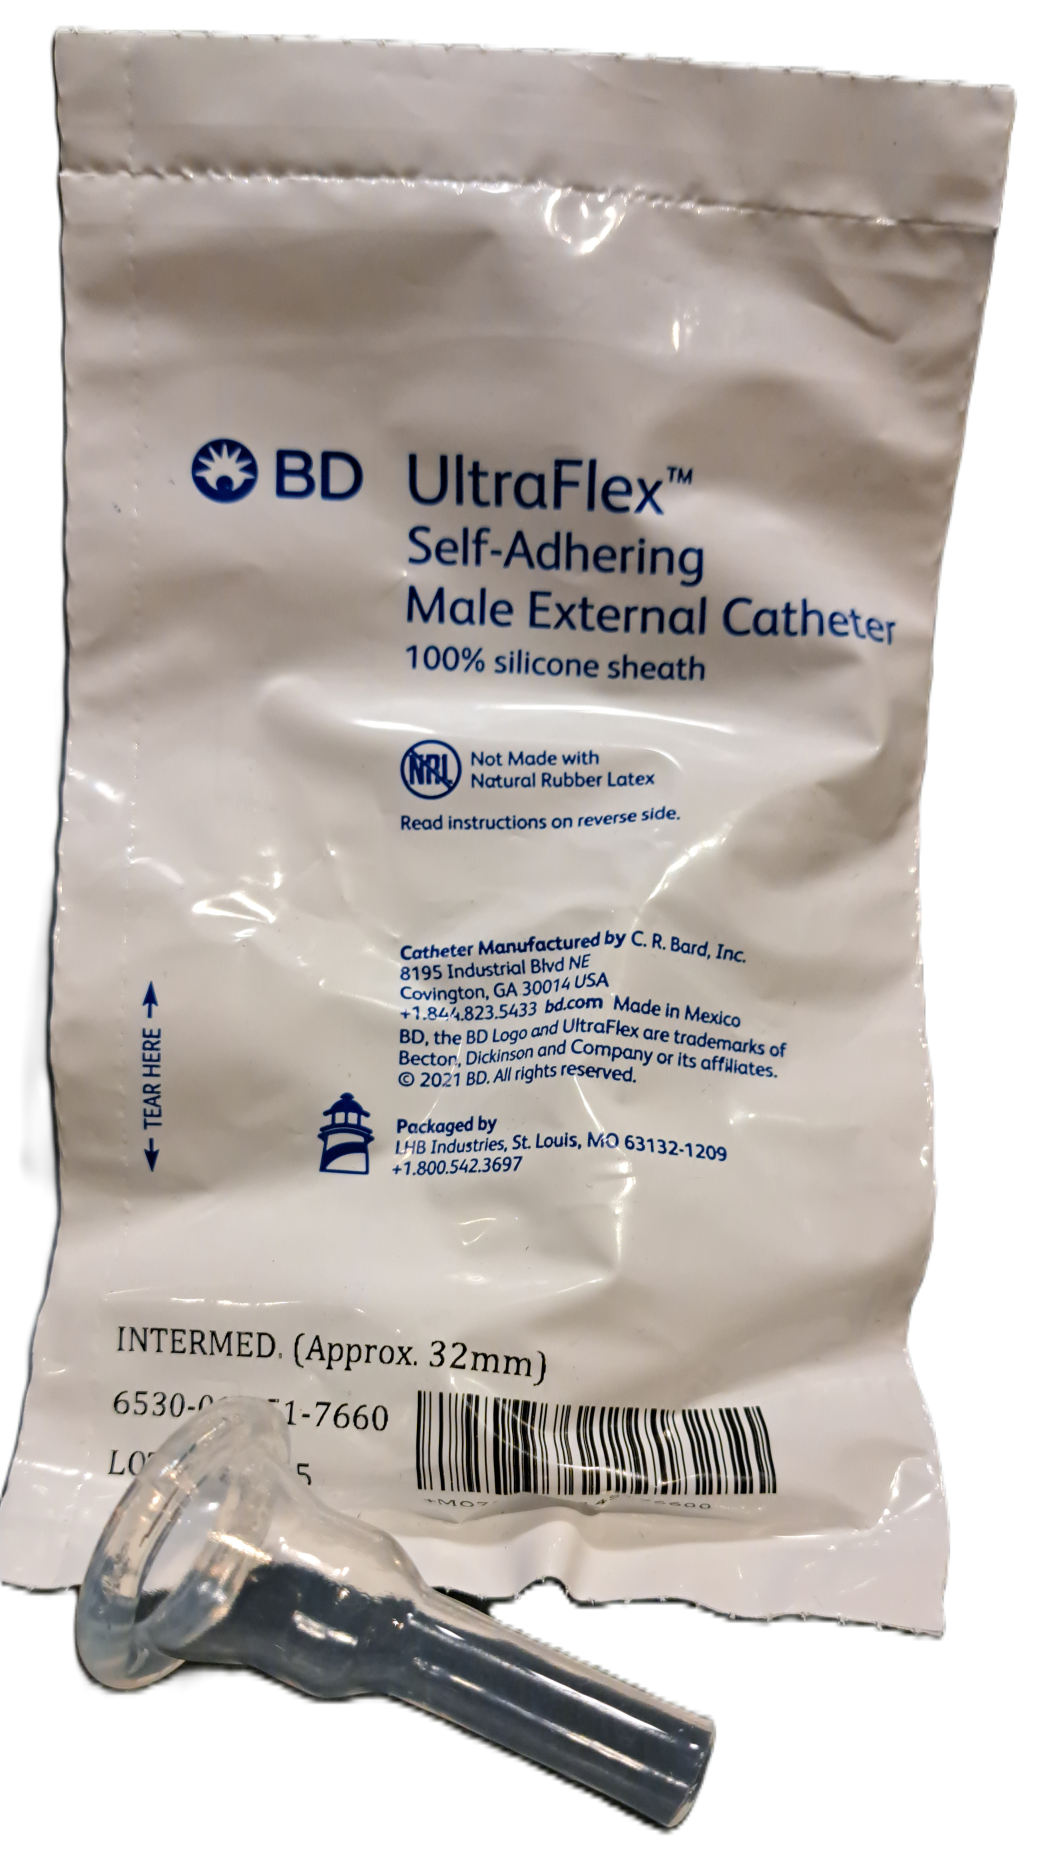 BD UltraFlex™
Self-Adhering
Male External Catheter
100% silicone sheath
NRL
Not Made with
Natural Rubber Latex
Read instructions on reverse side.
Catheter Manufactured by C. R. Bard, Inc.
8195 Industrial Blvd NE
Covington, GA 30014 USA
+1.844.823.5433 bd.com Made in Mexico
BD, the BD Logo and UltraFlex are trademarks of
Becton, Dickinson and Company or its affiliates.
© 2021 BD. All rights reserved.
TEAR HERE
Packaged by
LHB Industries, St. Louis, MO 63132-1209
+1.800.542.3697
INTERMED. (Approx. 32mm)